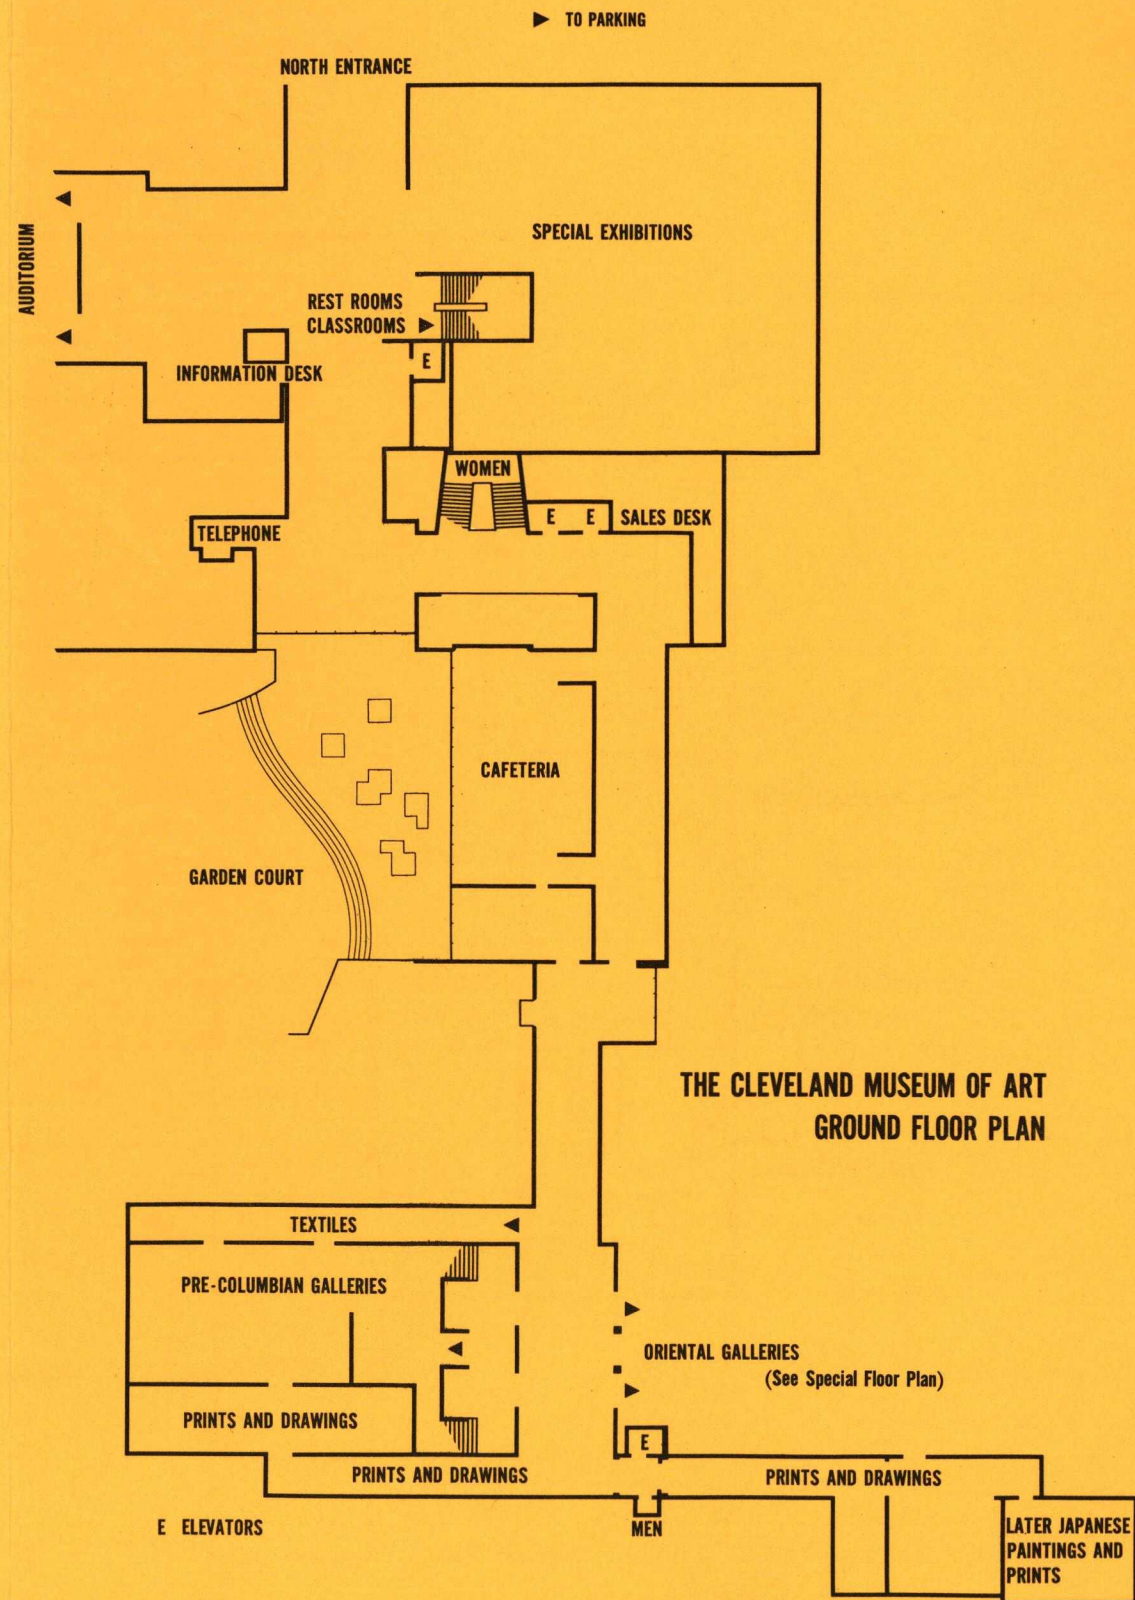 ▶ TO PARKING
NORTH ENTRANCE
AUDITORIUM
SPECIAL EXHIBITIONS
REST ROOMS
CLASSROOMS
E
INFORMATION DESK
WOMEN
E E SALES DESK
TELEPHONE
CAFETERIA
GARDEN COURT
THE CLEVELAND MUSEUM OF ART
GROUND FLOOR PLAN
TEXTILES
PRE-COLUMBIAN GALLERIES
ORIENTAL GALLERIES
(See Special Floor Plan)
PRINTS AND DRAWINGS
E
PRINTS AND DRAWINGS
PRINTS AND DRAWINGS
E ELEVATORS
MEN
LATER JAPANESE
PAINTINGS AND
PRINTS